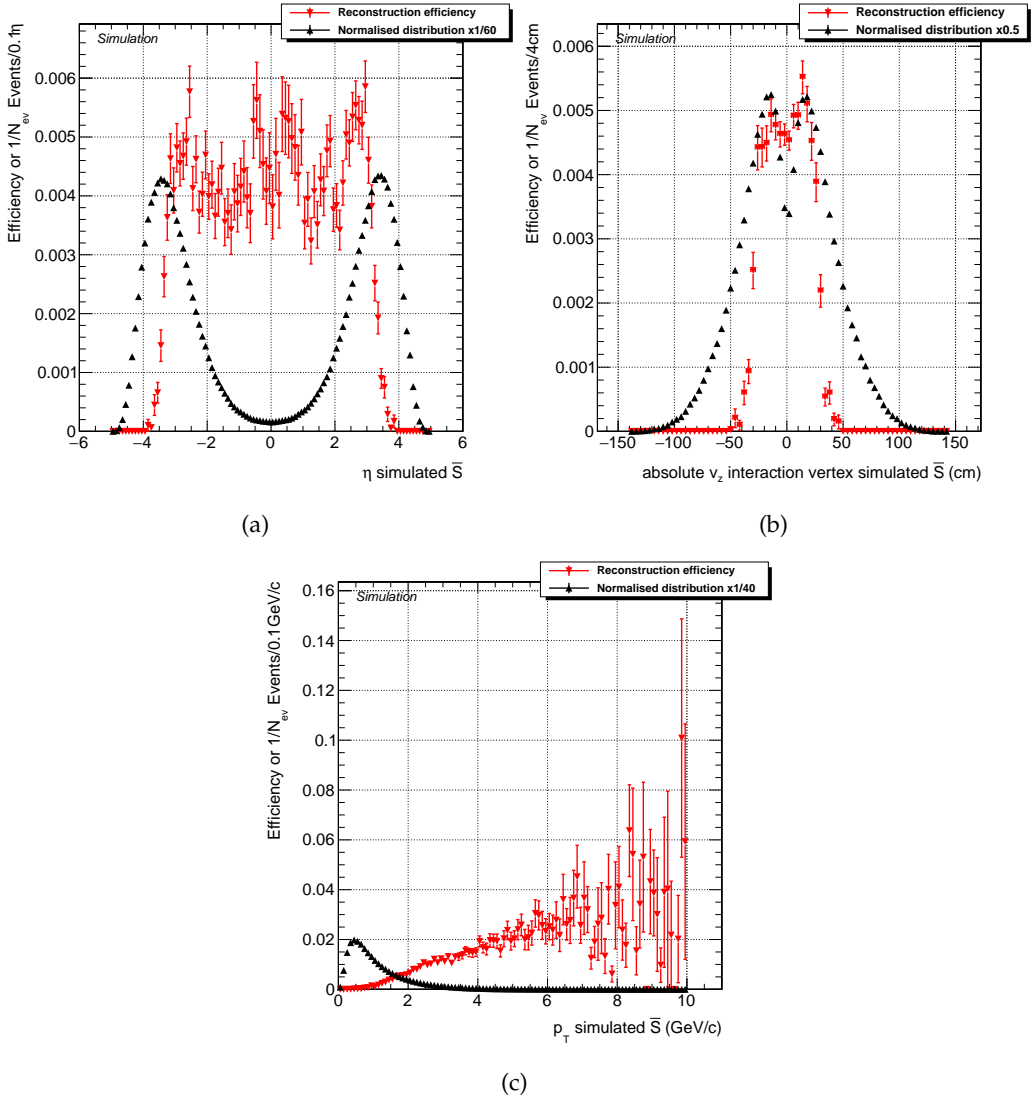 Reconstruction efficiency
Normalised distribution x1/60
Simulation
Efficiency or 1/N_ev Events/0.1η
0.006
0.005
0.004
0.003
0.002
0.001
0
−6 −4 −2 0 2 4 6
η simulated S̅
(a)
Reconstruction efficiency
Normalised distribution x0.5
Simulation
Efficiency or 1/N_ev Events/4cm
0.006
0.005
0.004
0.003
0.002
0.001
0
−150 −100 −50 0 50 100 150
absolute v_z interaction vertex simulated S̅ (cm)
(b)
Reconstruction efficiency
Normalised distribution x1/40
Simulation
Efficiency or 1/N_ev Events/0.1GeV/c
0.16
0.14
0.12
0.1
0.08
0.06
0.04
0.02
0
0 2 4 6 8 10
p_T simulated S̅ (GeV/c)
(c)